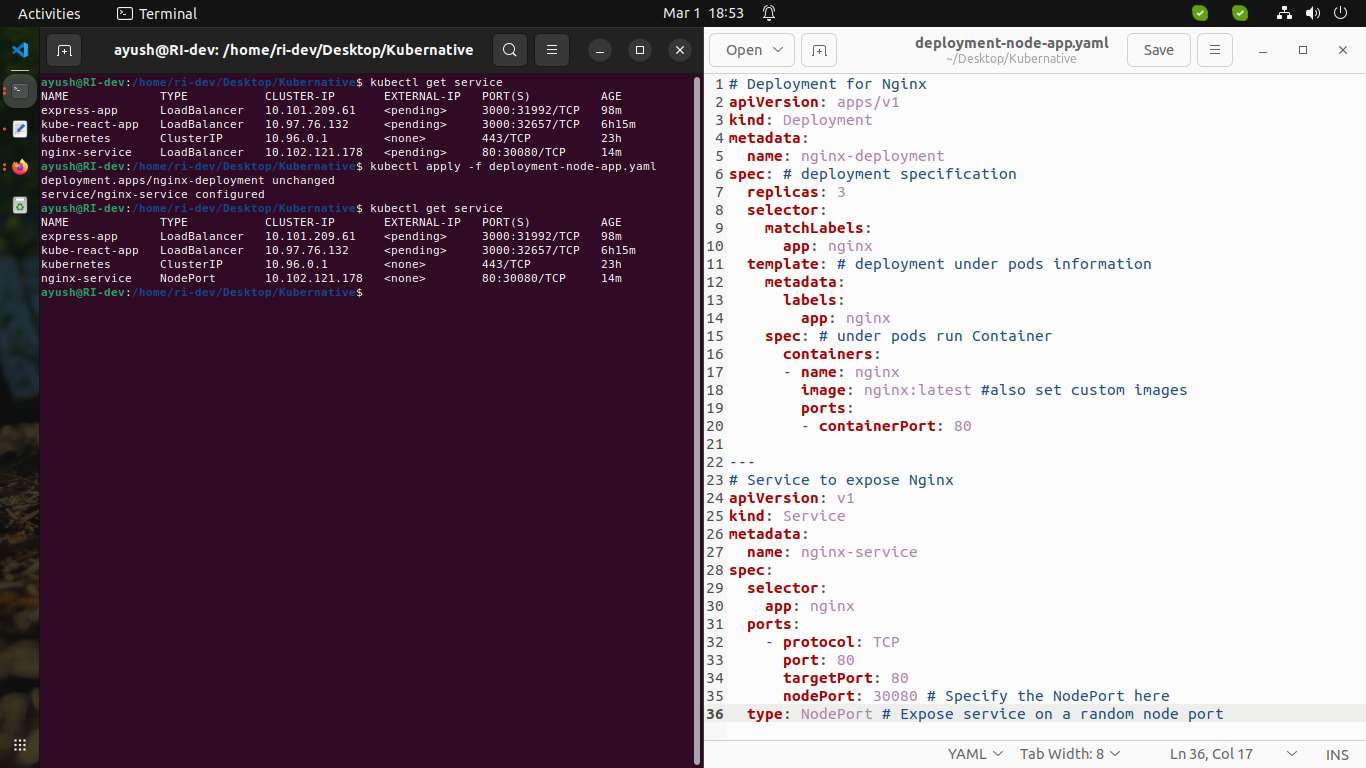 Activities
Terminal
Mar 1 18:53
ayush@RI-dev: /home/ri-dev/Desktop/Kubernative
ayush@RI-dev:/home/ri-dev/Desktop/Kubernative$ kubectl get service
NAME TYPE CLUSTER-IP EXTERNAL-IP PORT(S) AGE
express-app LoadBalancer 10.101.209.61 <pending> 3000:31992/TCP 98m
kube-react-app LoadBalancer 10.97.76.132 <pending> 3000:32657/TCP 6h15m
kubernetes ClusterIP 10.96.0.1 <none> 443/TCP 23h
nginx-service LoadBalancer 10.102.121.178 <pending> 80:30080/TCP 14m
ayush@RI-dev:/home/ri-dev/Desktop/Kubernative$ kubectl apply -f deployment-node-app.yaml
deployment.apps/nginx-deployment unchanged
service/nginx-service configured
ayush@RI-dev:/home/ri-dev/Desktop/Kubernative$ kubectl get service
NAME TYPE CLUSTER-IP EXTERNAL-IP PORT(S) AGE
express-app LoadBalancer 10.101.209.61 <pending> 3000:31992/TCP 98m
kube-react-app LoadBalancer 10.97.76.132 <pending> 3000:32657/TCP 6h15m
kubernetes ClusterIP 10.96.0.1 <none> 443/TCP 23h
nginx-service NodePort 10.102.121.178 <none> 80:30080/TCP 14m
ayush@RI-dev:/home/ri-dev/Desktop/Kubernative$
Open
deployment-node-app.yaml
~/Desktop/Kubernative
Save
1 # Deployment for Nginx
2 apiVersion: apps/v1
3 kind: Deployment
4 metadata:
5   name: nginx-deployment
6 spec: # deployment specification
7   replicas: 3
8   selector:
9     matchLabels:
10       app: nginx
11   template: # deployment under pods information
12     metadata:
13       labels:
14         app: nginx
15     spec: # under pods run Container
16       containers:
17       - name: nginx
18         image: nginx:latest #also set custom images
19         ports:
20         - containerPort: 80
21
22 ---
23 # Service to expose Nginx
24 apiVersion: v1
25 kind: Service
26 metadata:
27   name: nginx-service
28 spec:
29   selector:
30     app: nginx
31   ports:
32     - protocol: TCP
33       port: 80
34       targetPort: 80
35       nodePort: 30080 # Specify the NodePort here
36   type: NodePort # Expose service on a random node port
YAML
Tab Width: 8
Ln 36, Col 17
INS